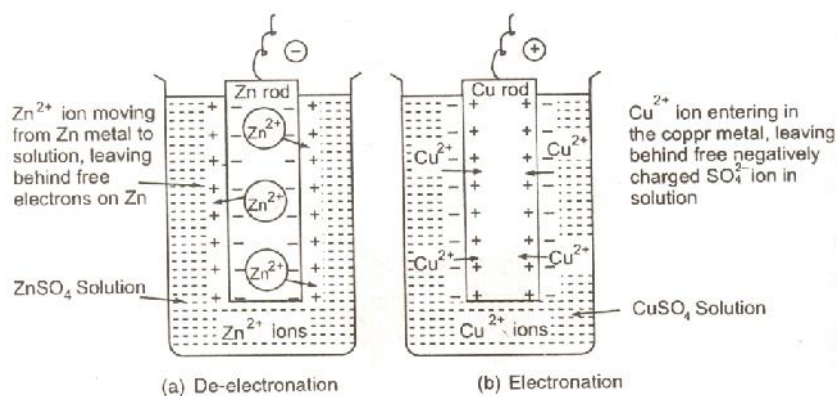 −
+
Zn rod
Cu rod
Zn²⁺ ion moving
from Zn metal to
solution, leaving
behind free
electrons on Zn
Zn²⁺
Zn²⁺
Zn²⁺
ZnSO₄ Solution
Zn²⁺ ions
Cu²⁺
Cu²⁺
Cu²⁺
Cu²⁺
Cu²⁺ ions
Cu²⁺ ion entering in
the coppr metal, leaving
behind free negatively
charged SO₄²⁻ ion in
solution
CuSO₄ Solution
(a) De-electronation
(b) Electronation